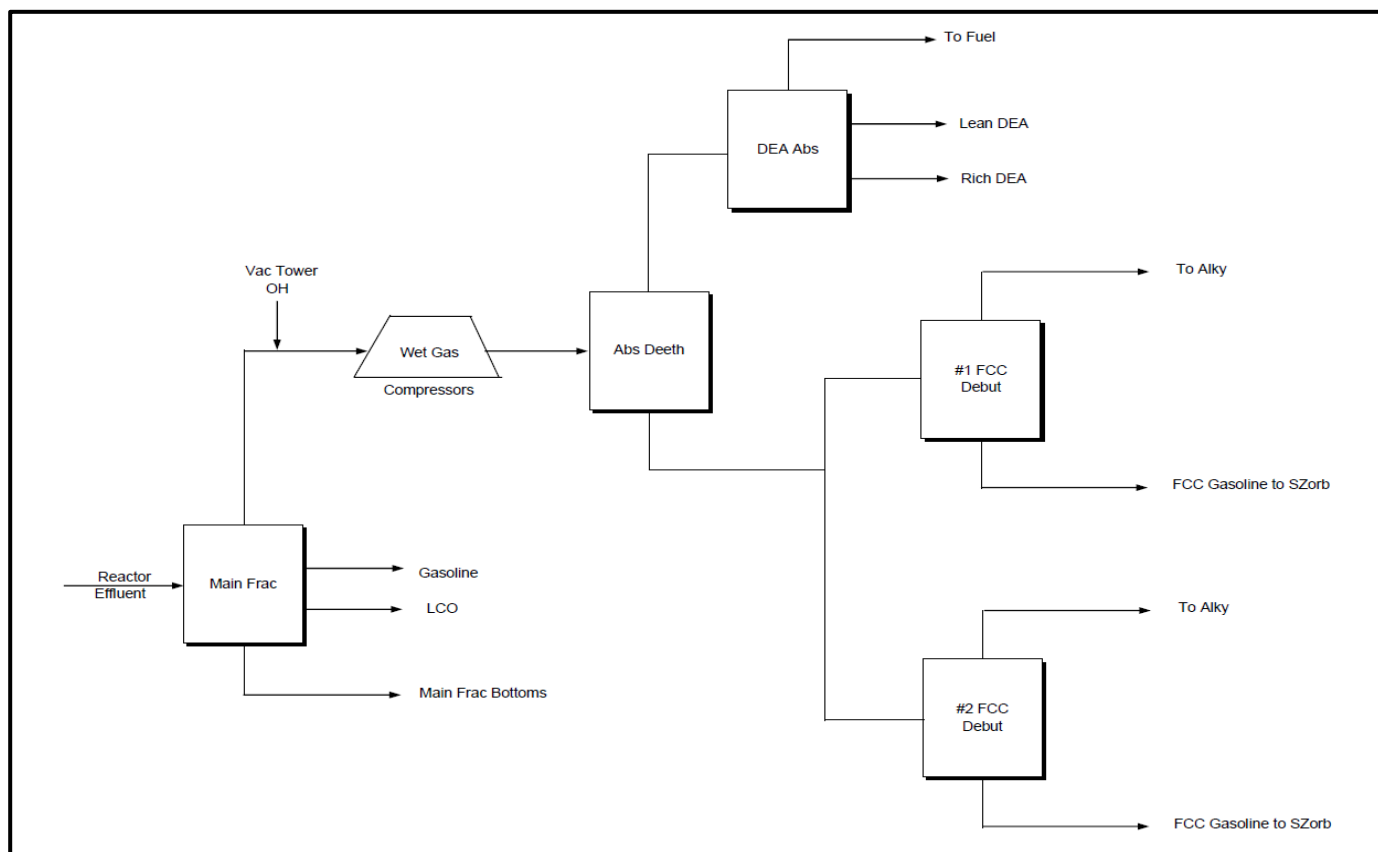 To Fuel
DEA Abs
Lean DEA
Rich DEA
Vac Tower
OH
To Alky
Wet Gas
Compressors
Abs Deeth
#1 FCC
Debut
FCC Gasoline to SZorb
Reactor
Effluent
Main Frac
Gasoline
LCO
Main Frac Bottoms
To Alky
#2 FCC
Debut
FCC Gasoline to SZorb